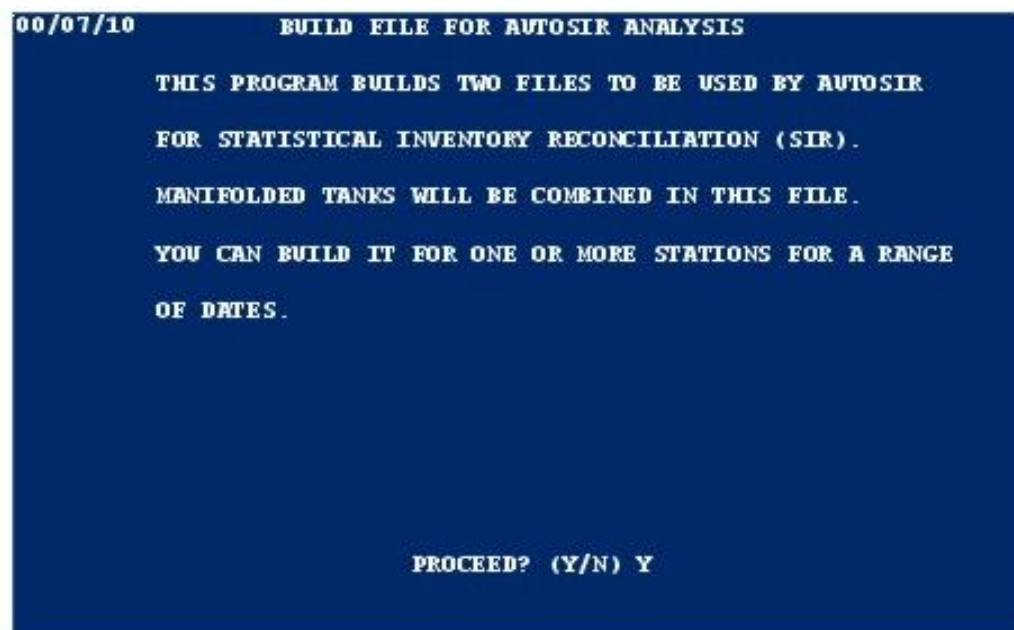 00/07/10 BUILD FILE FOR AUTOSIR ANALYSIS
THIS PROGRAM BUILDS TWO FILES TO BE USED BY AUTOSIR
FOR STATISTICAL INVENTORY RECONCILIATION (SIR).
MANIFOLDED TANKS WILL BE COMBINED IN THIS FILE.
YOU CAN BUILD IT FOR ONE OR MORE STATIONS FOR A RANGE
OF DATES.
PROCEED? (Y/N) Y